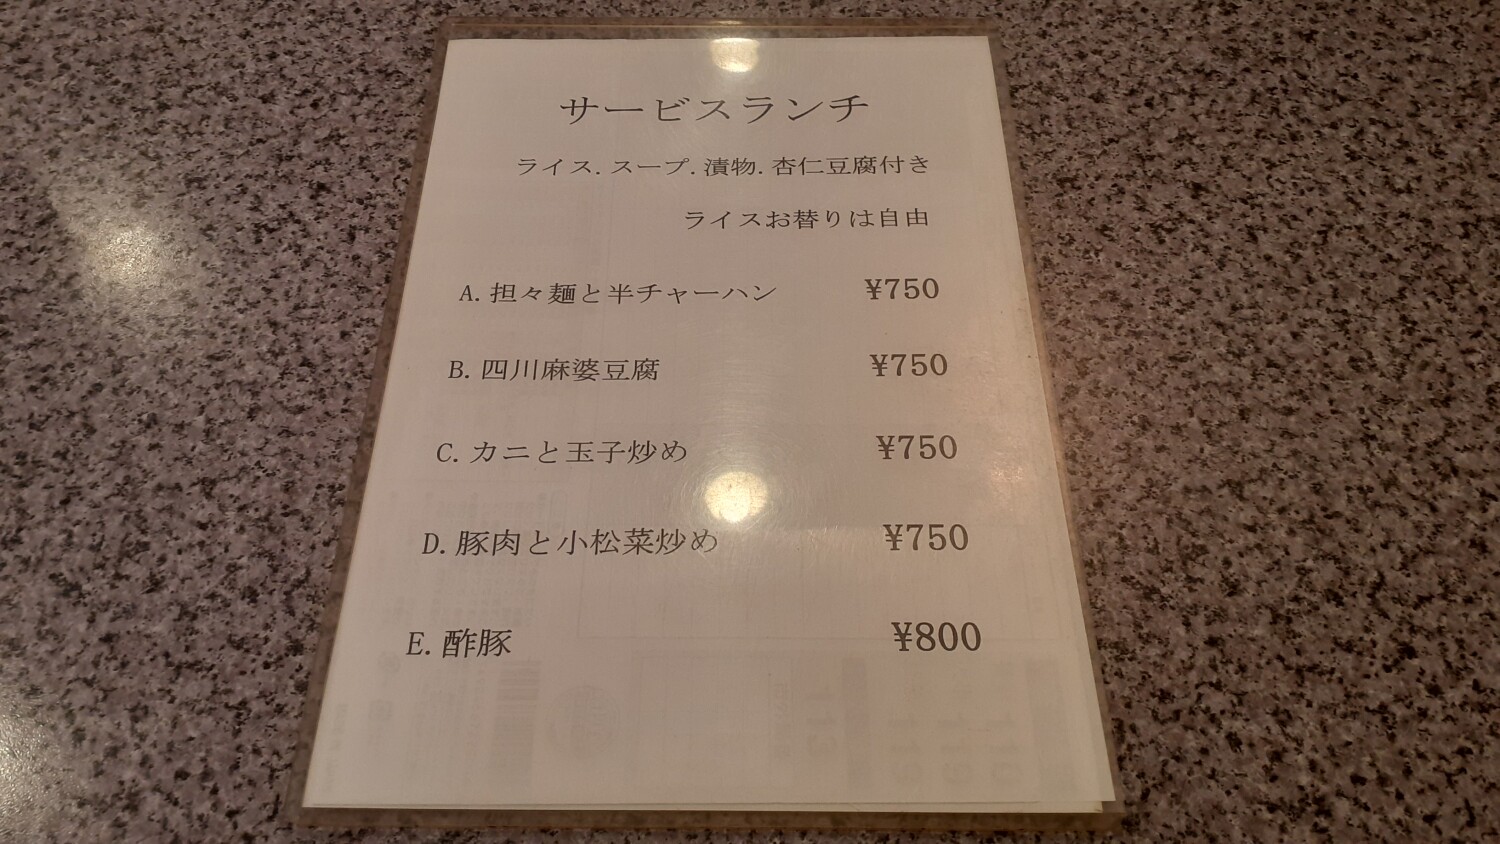 サービスランチ
ライス.スープ.漬物.杏仁豆腐付き
ライスお替りは自由
A.担々麺と半チャーハン ¥750
B.四川麻婆豆腐 ¥750
C.カニと玉子炒め ¥750
D.豚肉と小松菜炒め ¥750
E.酢豚 ¥800